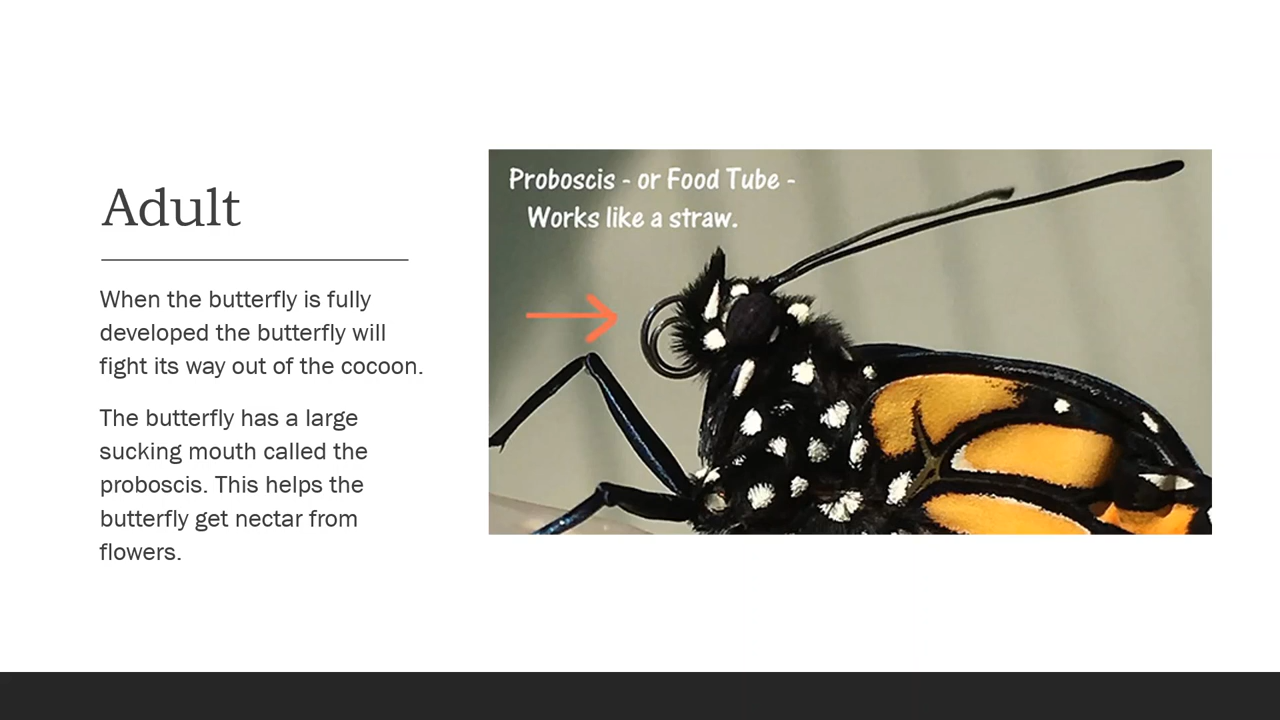 Adult
When the butterfly is fully
developed the butterfly will
fight its way out of the cocoon.
The butterfly has a large
sucking mouth called the
proboscis. This helps the
butterfly get nectar from
flowers.
Proboscis - or Food Tube -
Works like a straw.